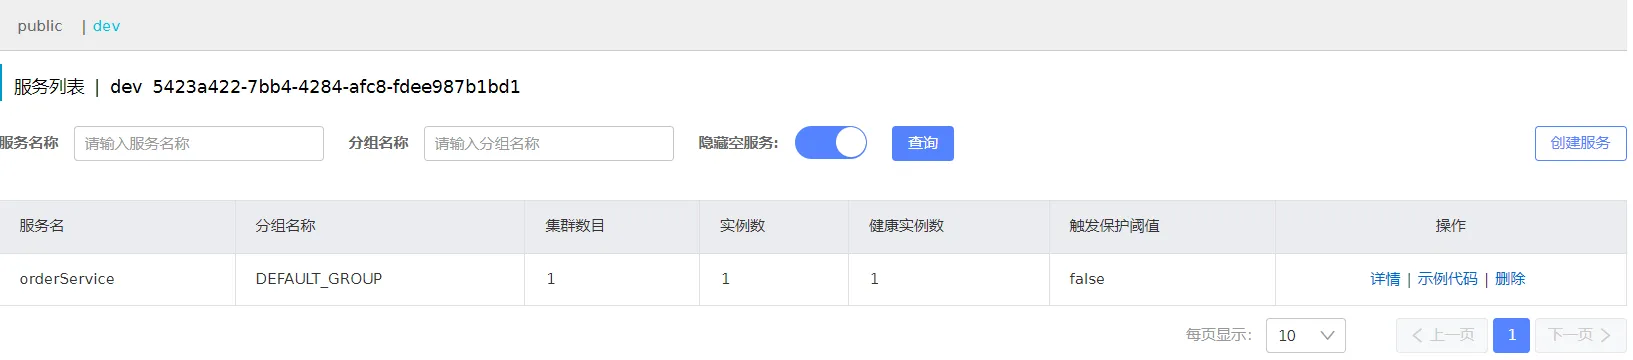 public | dev
服务列表 | dev 5423a422-7bb4-4284-afc8-fdee987b1bd1
服务名称 请输入服务名称 分组名称 请输入分组名称 隐藏空服务: 查询 创建服务
服务名 分组名称 集群数目 实例数 健康实例数 触发保护阈值 操作
orderService DEFAULT_GROUP 1 1 1 false 详情 | 示例代码 | 删除
每页显示: 10 上一页 1 下一页